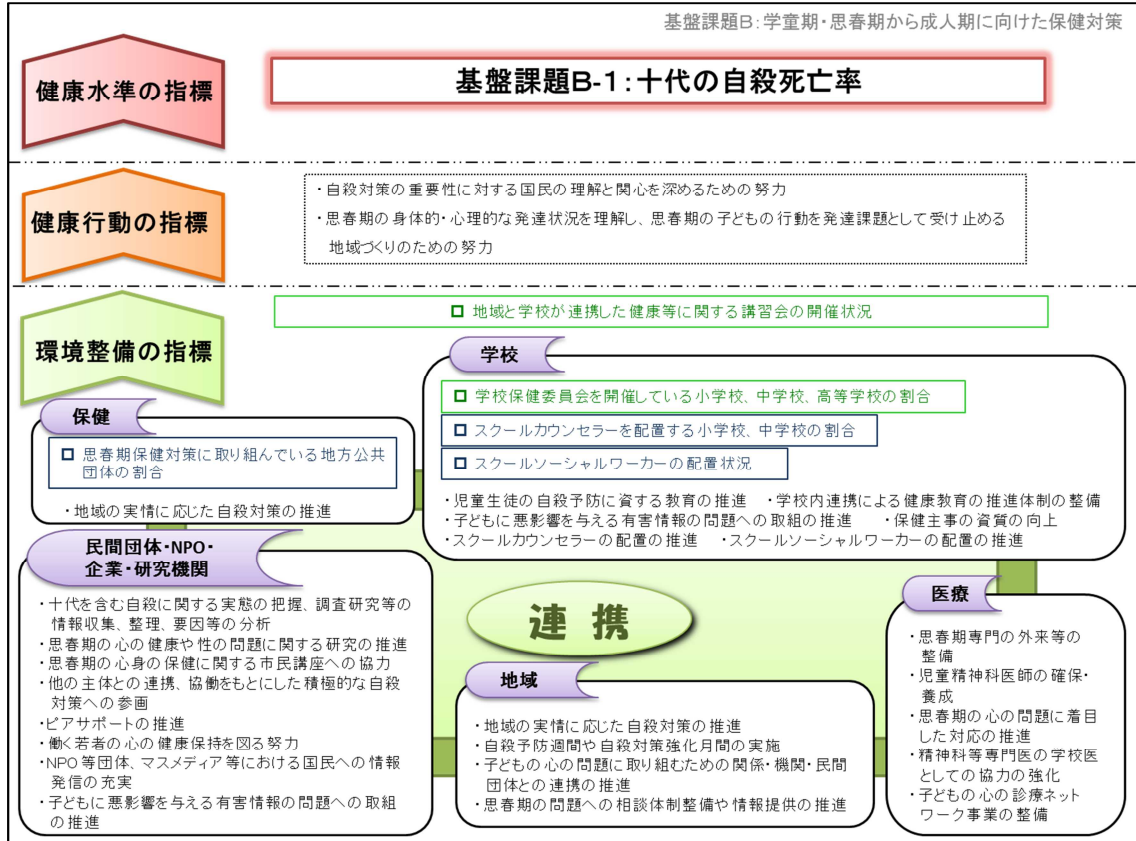 基盤課題B：学童期・思春期から成人期に向けた保健対策
健康水準の指標
基盤課題B-1：十代の自殺死亡率
健康行動の指標
・自殺対策の重要性に対する国民の理解と関心を深めるための努力
・思春期の身体的・心理的な発達状況を理解し、思春期の子どもの行動を発達課題として受け止める
地域づくりのための努力
環境整備の指標
地域と学校が連携した健康等に関する講習会の開催状況
学校
学校保健委員会を開催している小学校、中学校、高等学校の割合
スクールカウンセラーを配置する小学校、中学校の割合
スクールソーシャルワーカーの配置状況
・児童生徒の自殺予防に資する教育の推進　・学校内連携による健康教育の推進体制の整備
・子どもに悪影響を与える有害情報の問題への取組の推進　・保健主事の資質の向上
・スクールカウンセラーの配置の推進　・スクールソーシャルワーカーの配置の推進
保健
思春期保健対策に取り組んでいる地方公共
団体の割合
・地域の実情に応じた自殺対策の推進
民間団体・NPO・
企業・研究機関
・十代を含む自殺に関する実態の把握、調査研究等の
情報収集、整理、要因等の分析
・思春期の心の健康や性の問題に関する研究の推進
・思春期の心身の保健に関する市民講座への協力
・他の主体との連携、協働をもとにした積極的な自殺
対策への参画
・ピアサポートの推進
・働く若者の心の健康保持を図る努力
・NPO等団体、マスメディア等における国民への情報
発信の充実
・子どもに悪影響を与える有害情報の問題への取組
の推進
連携
地域
・地域の実情に応じた自殺対策の推進
・自殺予防週間や自殺対策強化月間の実施
・子どもの心の問題に取り組むための関係・機関・民間
団体との連携の推進
・思春期の問題への相談体制整備や情報提供の推進
医療
・思春期専門の外来等の
整備
・児童精神科医師の確保・
養成
・思春期の心の問題に着目
した対応の推進
・精神科等専門医の学校医
としての協力の強化
・子どもの心の診療ネット
ワーク事業の整備